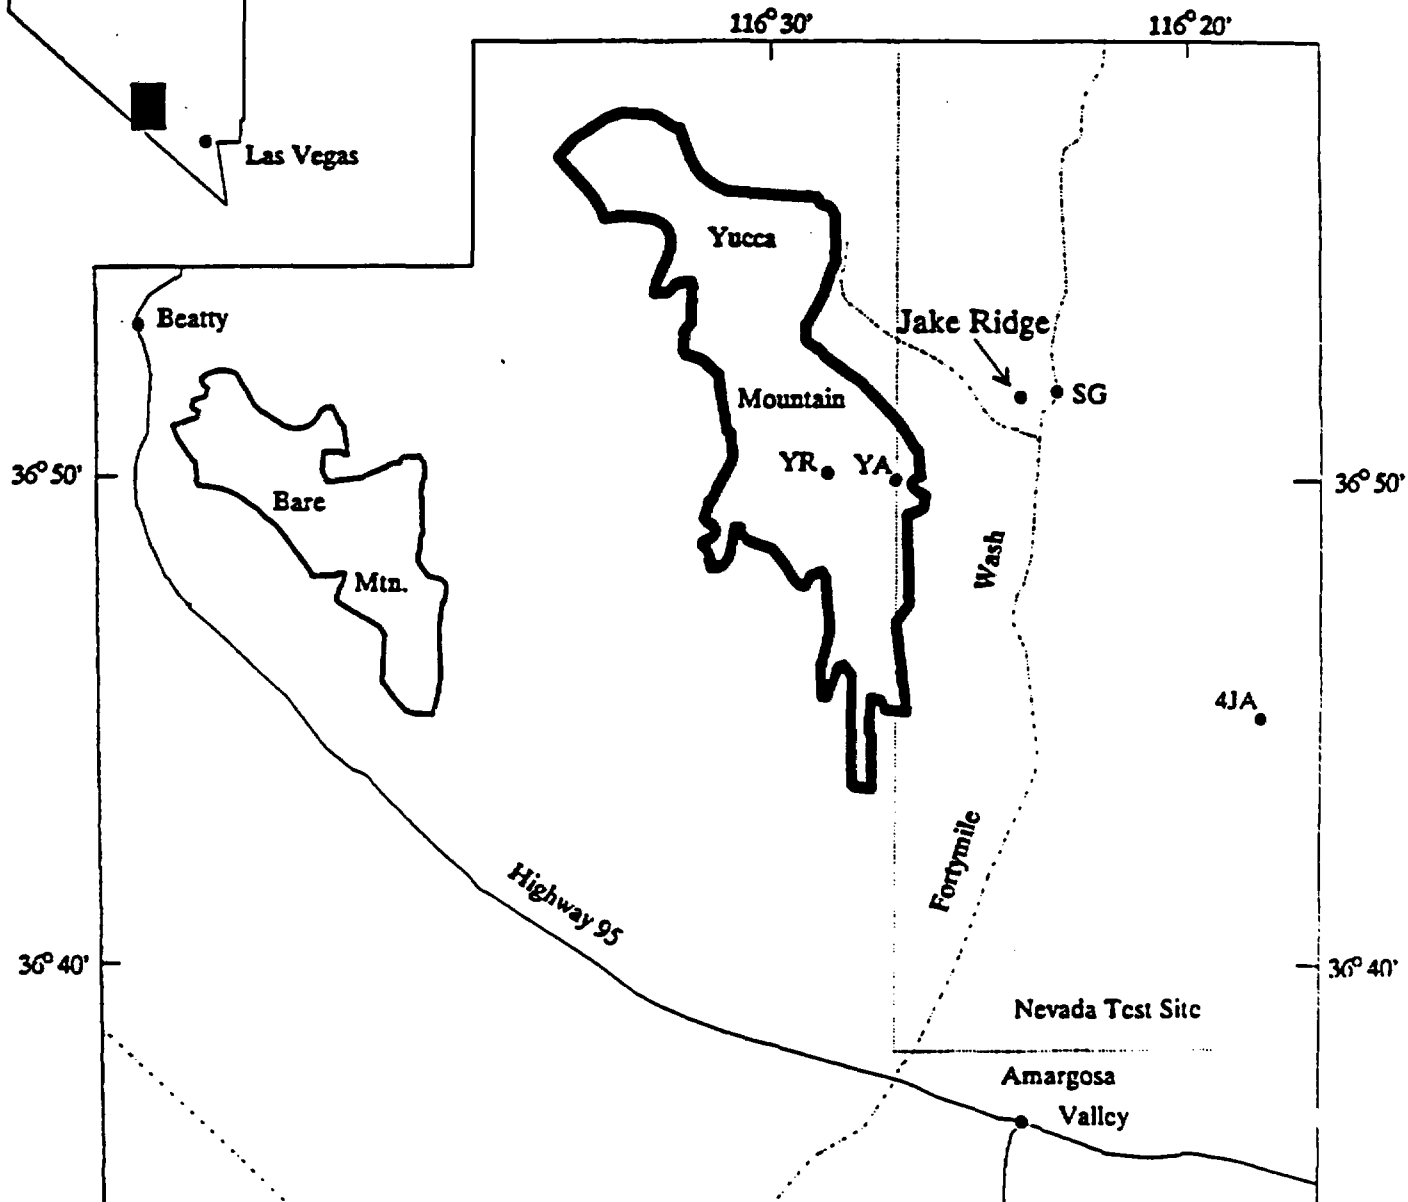 116° 30'
116° 20'
Las Vegas
Yucca
Beatty
Jake Ridge
Mountain
SG
36° 50'
YR
YA
36° 50'
Bare
Wash
Mtn.
4JA
Fortymile
Highway 95
36° 40'
36° 40'
Nevada Test Site
Amargosa
Valley